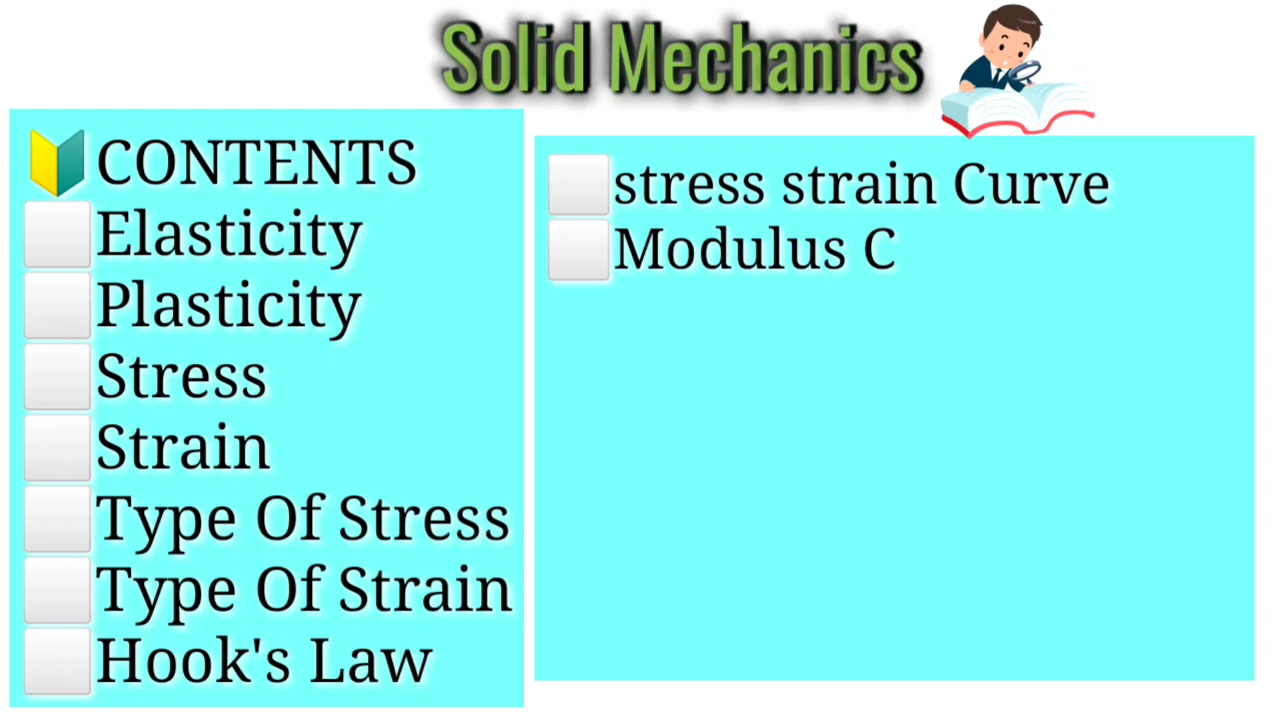 Solid Mechanics
CONTENTS
Elasticity
Plasticity
Stress
Strain
Type Of Stress
Type Of Strain
Hook's Law
stress strain Curve
Modulus C